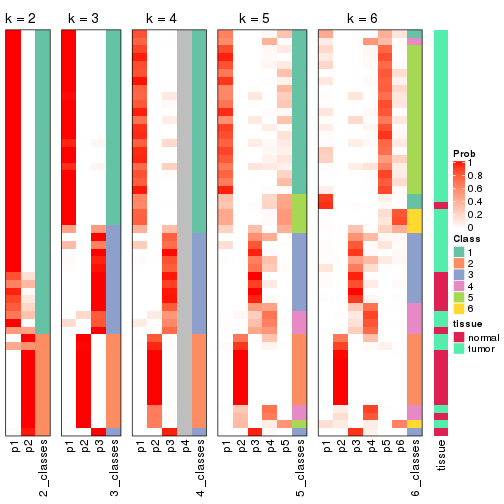 k = 2 k = 3 k = 4 k = 5 k = 6
Prob
1
0.8
0.6
0.4
0.2
0
Class
1
2
3
4
5
6
tissue
normal
tumor
p1 p2 2_classes p1 p2 p3 3_classes p1 p2 p3 p4 4_classes p1 p2 p3 p4 p5 5_classes p1 p2 p3 p4 p5 p6 6_classes tissue